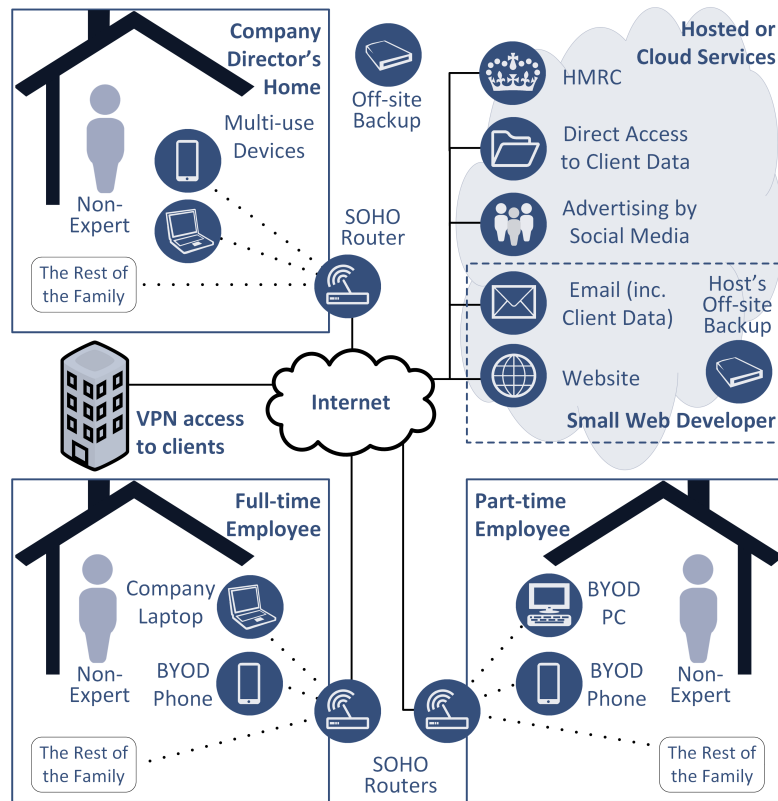 Company
Director's
Home
Multi-use
Devices
Non-
Expert
The Rest of
the Family
SOHO
Router
Off-site
Backup
Hosted or
Cloud Services
HMRC
Direct Access
to Client Data
Advertising by
Social Media
Email (inc.
Client Data)
Host's
Off-site
Backup
Website
Small Web Developer
Internet
VPN access
to clients
Full-time
Employee
Company
Laptop
BYOD
Phone
Non-
Expert
The Rest of
the Family
SOHO
Routers
Part-time
Employee
BYOD
PC
BYOD
Phone
Non-
Expert
The Rest of
the Family